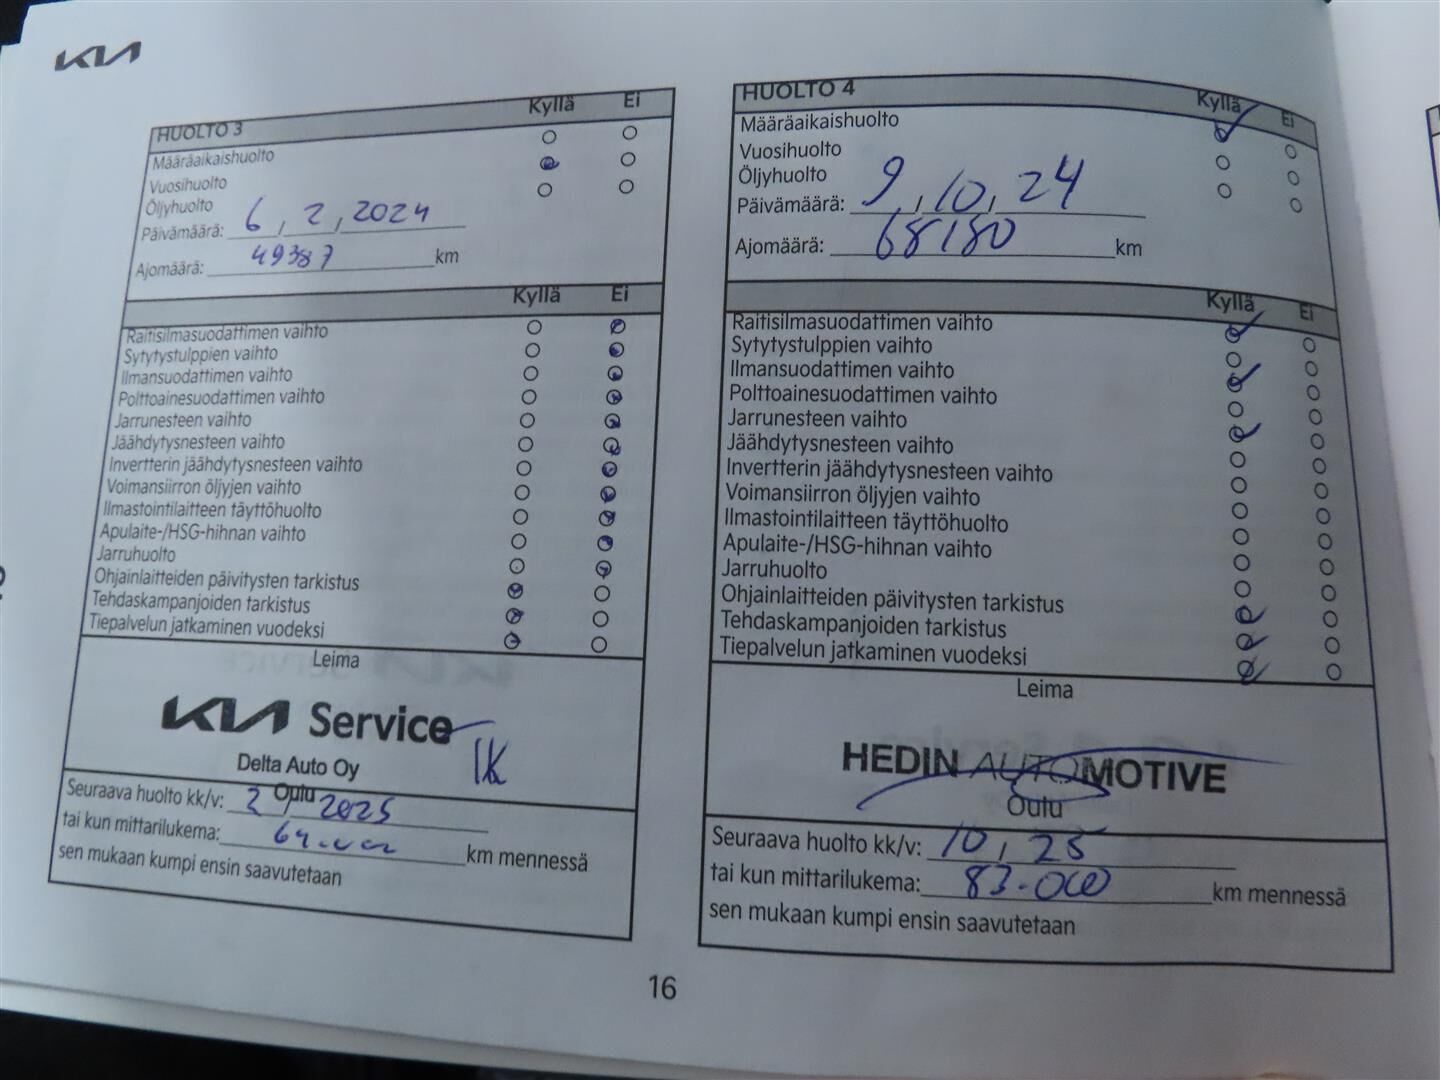 KIA
HUOLTO 3 Kyllä Ei
Määräaikaishuolto
Vuosihuolto
Öljyhuolto
Päivämäärä: 6, 2, 2024
Ajomäärä: 49387 km
Kyllä Ei
Raitisilmasuodattimen vaihto
Sytytystulppien vaihto
Ilmansuodattimen vaihto
Polttoainesuodattimen vaihto
Jarrunesteen vaihto
Jäähdytysnesteen vaihto
Invertterin jäähdytysnesteen vaihto
Voimansiirron öljyjen vaihto
Ilmastointilaitteen täyttöhuolto
Apulaite-/HSG-hihnan vaihto
Jarruhuolto
Ohjainlaitteiden päivitysten tarkistus
Tehdaskampanjoiden tarkistus
Tiepalvelun jatkaminen vuodeksi
Leima
KIA Service
TK
Delta Auto Oy
Oulu
Seuraava huolto kk/v: 2, 2025
tai kun mittarilukema: km mennessä
sen mukaan kumpi ensin saavutetaan
HUOLTO 4 Kyllä Ei
Määräaikaishuolto
Vuosihuolto
Öljyhuolto
Päivämäärä: 9, 10, 24
Ajomäärä: 68180 km
Kyllä Ei
Raitisilmasuodattimen vaihto
Sytytystulppien vaihto
Ilmansuodattimen vaihto
Polttoainesuodattimen vaihto
Jarrunesteen vaihto
Jäähdytysnesteen vaihto
Invertterin jäähdytysnesteen vaihto
Voimansiirron öljyjen vaihto
Ilmastointilaitteen täyttöhuolto
Apulaite-/HSG-hihnan vaihto
Jarruhuolto
Ohjainlaitteiden päivitysten tarkistus
Tehdaskampanjoiden tarkistus
Tiepalvelun jatkaminen vuodeksi
Leima
HEDIN AUTOMOTIVE
Oulu
Seuraava huolto kk/v: 10, 25
tai kun mittarilukema: 83.000 km mennessä
sen mukaan kumpi ensin saavutetaan
16